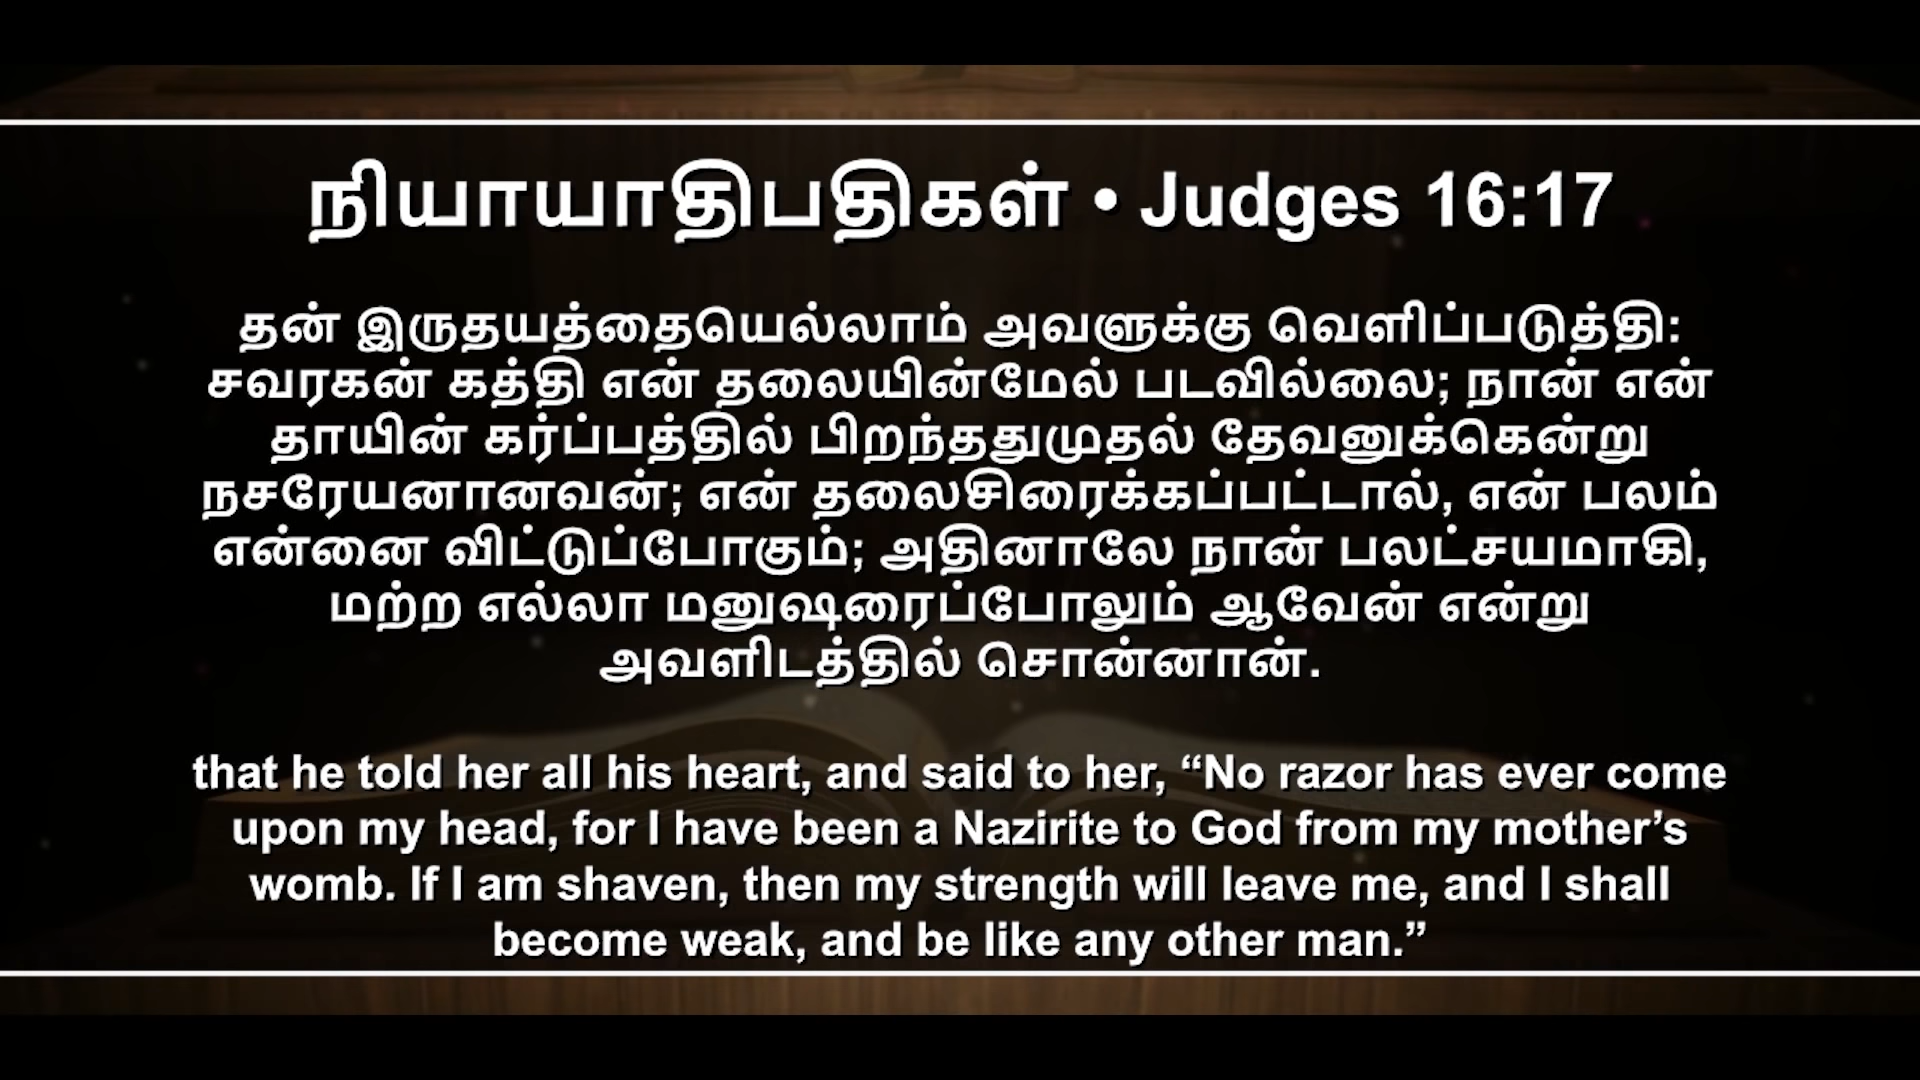 நியாயாதிபதிகள் • Judges 16:17
தன் இருதயத்தையெல்லாம் அவளுக்கு வெளிப்படுத்தி:
சவரகன் கத்தி என் தலையின்மேல் படவில்லை; நான் என்
தாயின் கர்ப்பத்தில் பிறந்ததுமுதல் தேவனுக்கென்று
நசரேயனானவன்; என் தலைசிரைக்கப்பட்டால், என் பலம்
என்னை விட்டுப்போகும்; அதினாலே நான் பலட்சயமாகி,
மற்ற எல்லா மனுஷரைப்போலும் ஆவேன் என்று
அவளிடத்தில் சொன்னான்.
that he told her all his heart, and said to her, “No razor has ever come
upon my head, for I have been a Nazirite to God from my mother’s
womb. If I am shaven, then my strength will leave me, and I shall
become weak, and be like any other man.”